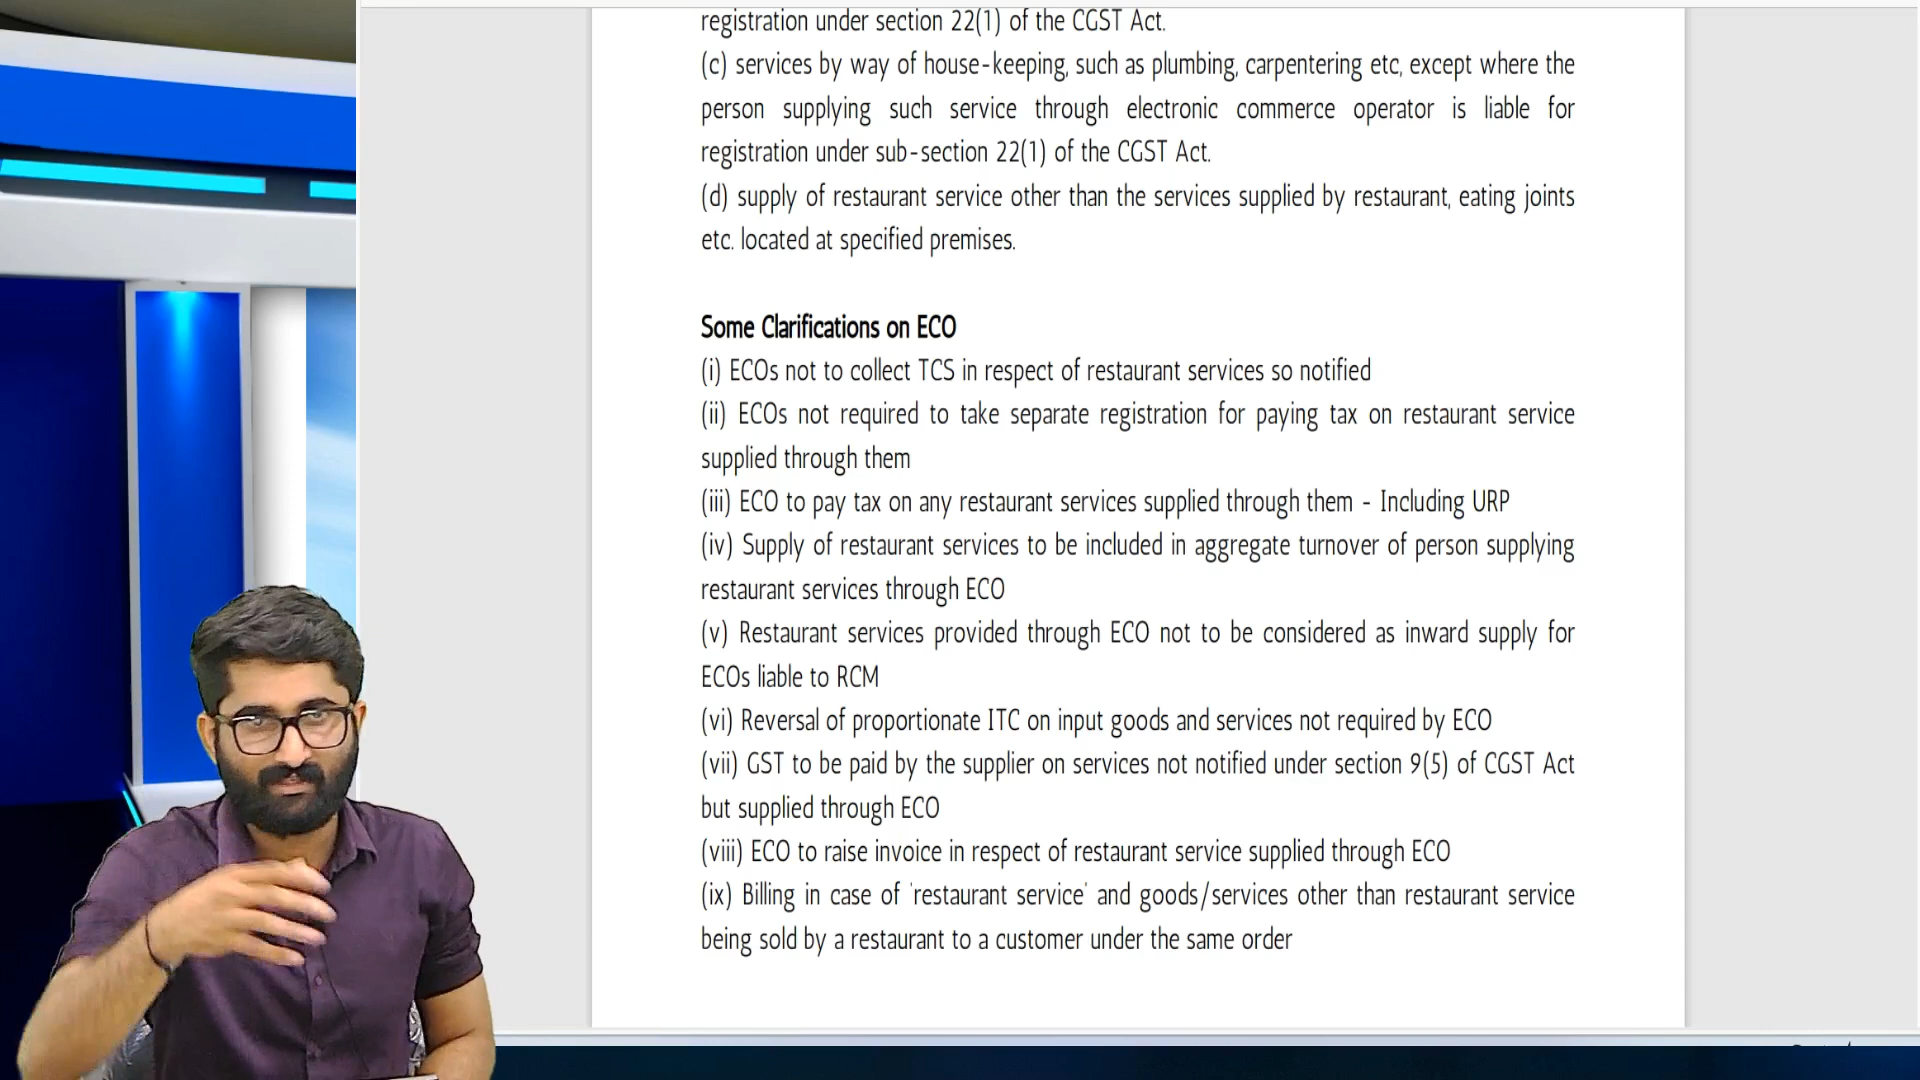 registration under section 22(1) of the CGST Act.
(c) services by way of house-keeping, such as plumbing, carpentering etc, except where the
person supplying such service through electronic commerce operator is liable for
registration under sub-section 22(1) of the CGST Act.
(d) supply of restaurant service other than the services supplied by restaurant, eating joints
etc. located at specified premises.
Some Clarifications on ECO
(i) ECOs not to collect TCS in respect of restaurant services so notified
(ii) ECOs not required to take separate registration for paying tax on restaurant service
supplied through them
(iii) ECO to pay tax on any restaurant services supplied through them - Including URP
(iv) Supply of restaurant services to be included in aggregate turnover of person supplying
restaurant services through ECO
(v) Restaurant services provided through ECO not to be considered as inward supply for
ECOs liable to RCM
(vi) Reversal of proportionate ITC on input goods and services not required by ECO
(vii) GST to be paid by the supplier on services not notified under section 9(5) of CGST Act
but supplied through ECO
(viii) ECO to raise invoice in respect of restaurant service supplied through ECO
(ix) Billing in case of 'restaurant service' and goods/services other than restaurant service
being sold by a restaurant to a customer under the same order